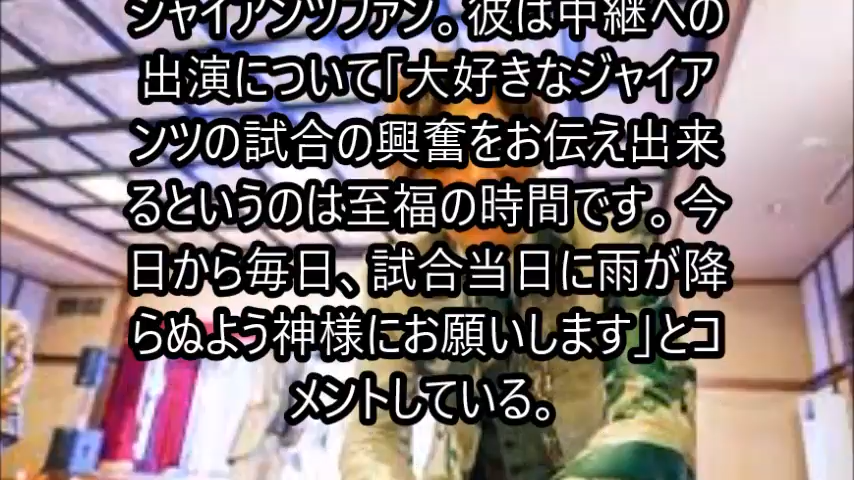 ジャイアンツファン。彼は中継への
出演について「大好きなジャイア
ンツの試合の興奮をお伝え出来
るというのは至福の時間です。今
日から毎日、試合当日に雨が降
らぬよう神様にお願いします」とコ
メントしている。